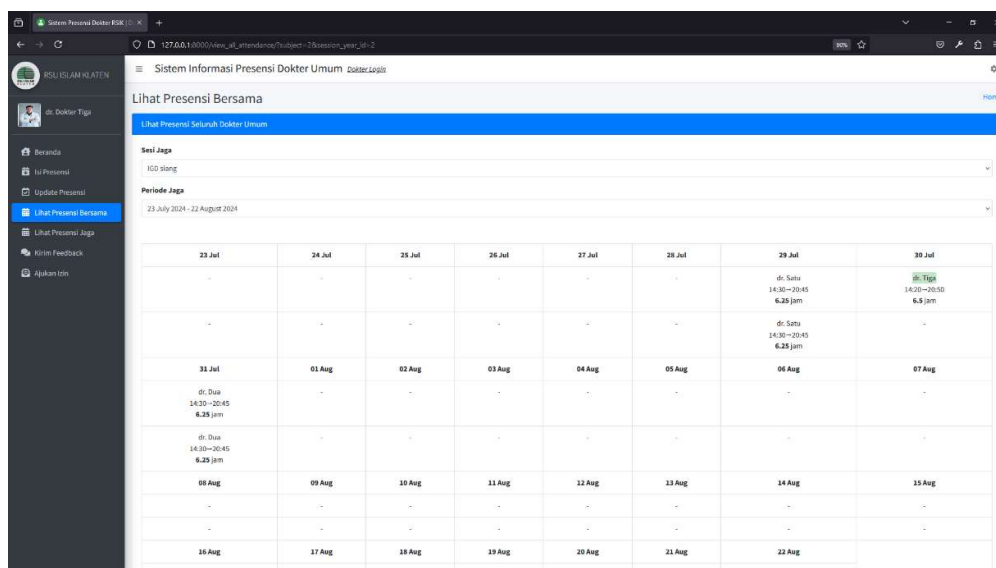 Sistem Presensi Dokter RSIK | D
127.0.0.1:8000/view_all_attendance/?subject=2&session_year_id=2
90%
RSU ISLAM KLATEN
Sistem Informasi Presensi Dokter Umum Dokter Login
dr. Dokter Tiga
Beranda
Isi Presensi
Update Presensi
Lihat Presensi Bersama
Lihat Presensi Jaga
Kirim Feedback
Ajukan Izin
Lihat Presensi Bersama
Hom
Lihat Presensi Seluruh Dokter Umum
Sesi Jaga
IGD siang
Periode Jaga
23 July 2024 - 22 August 2024
23 Jul 24 Jul 25 Jul 26 Jul 27 Jul 28 Jul 29 Jul 30 Jul
- - - - - - dr. Satu dr. Tiga
14:30—20:45 14:20—20:50
6.25 jam 6.5 jam
- - - - - - dr. Satu -
14:30—20:45
6.25 jam
31 Jul 01 Aug 02 Aug 03 Aug 04 Aug 05 Aug 06 Aug 07 Aug
dr. Dua - - - - - - -
14:30—20:45
6.25 jam
dr. Dua - - - - - - -
14:30—20:45
6.25 jam
08 Aug 09 Aug 10 Aug 11 Aug 12 Aug 13 Aug 14 Aug 15 Aug
- - - - - - - -
- - - - - - - -
16 Aug 17 Aug 18 Aug 19 Aug 20 Aug 21 Aug 22 Aug